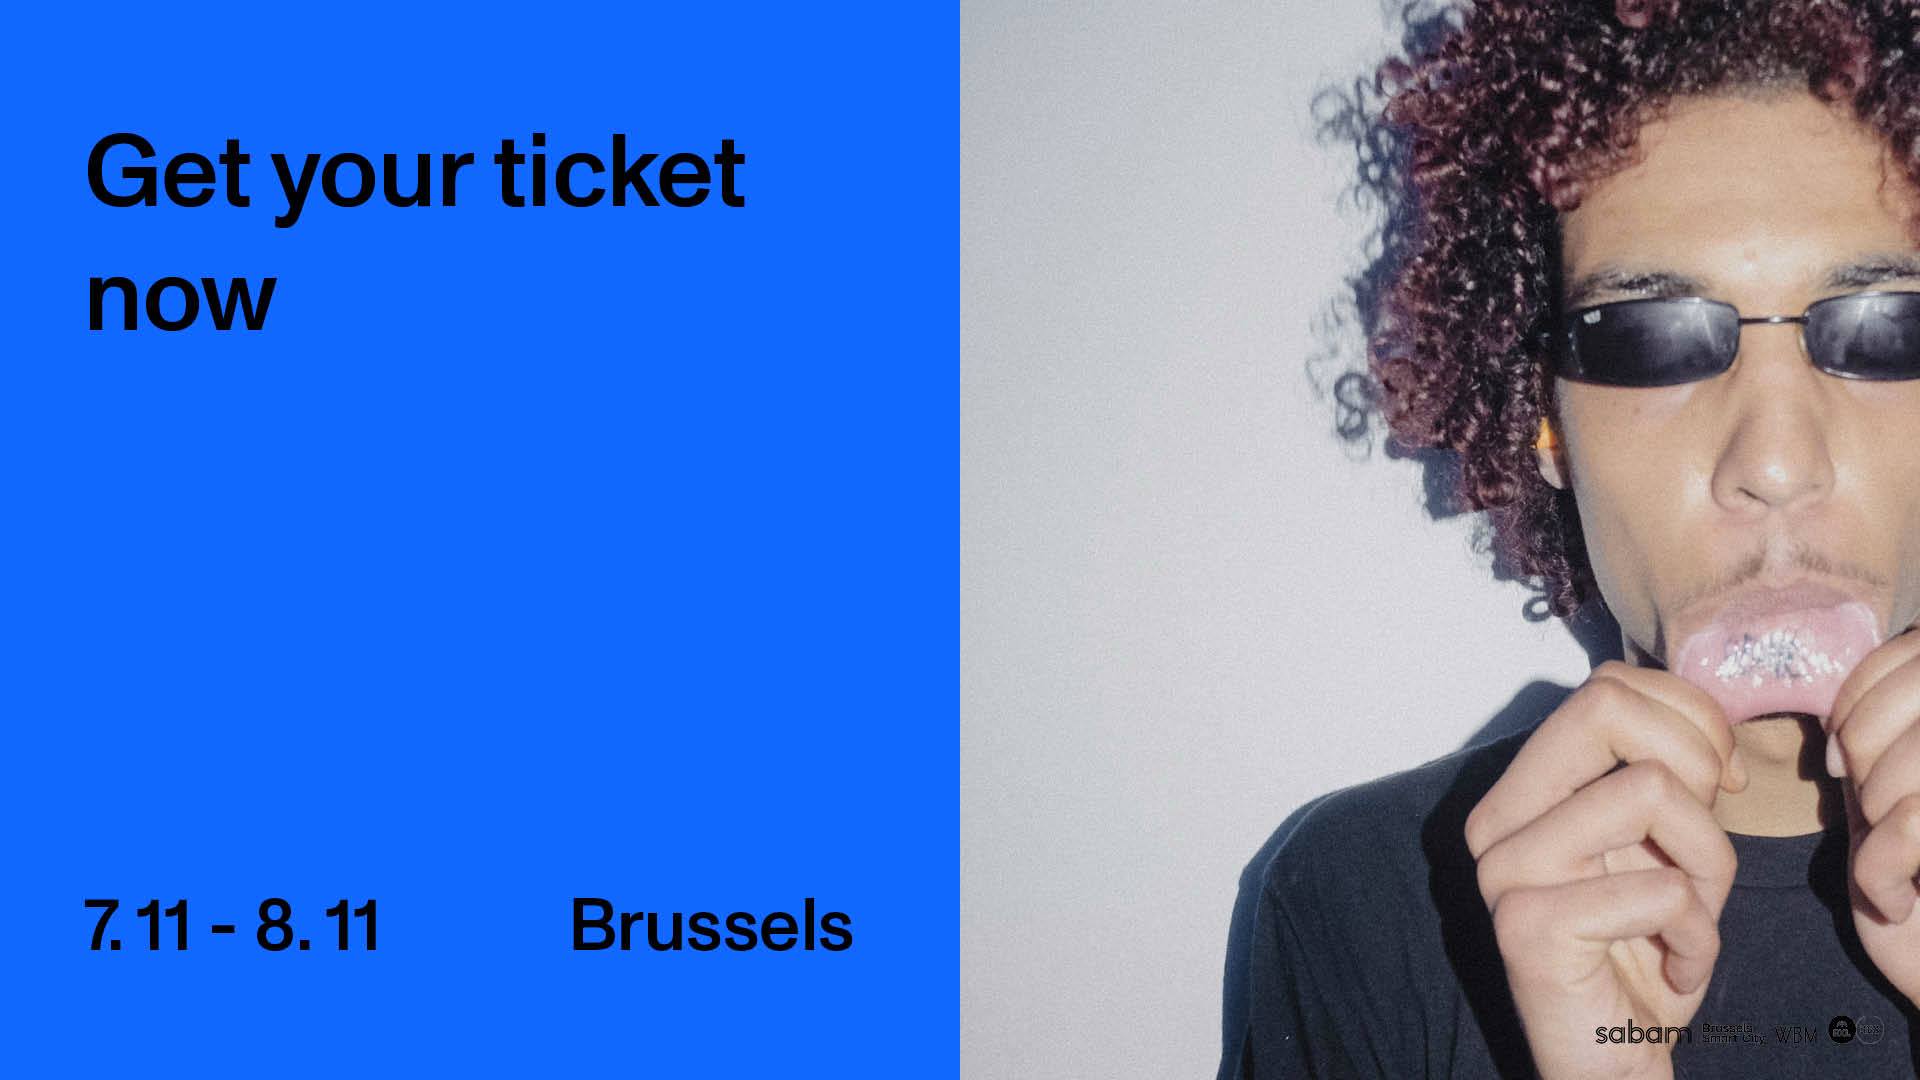 Get your ticket
now
7.11 - 8.11
Brussels
sabam
Brussels
Smart City
WBM